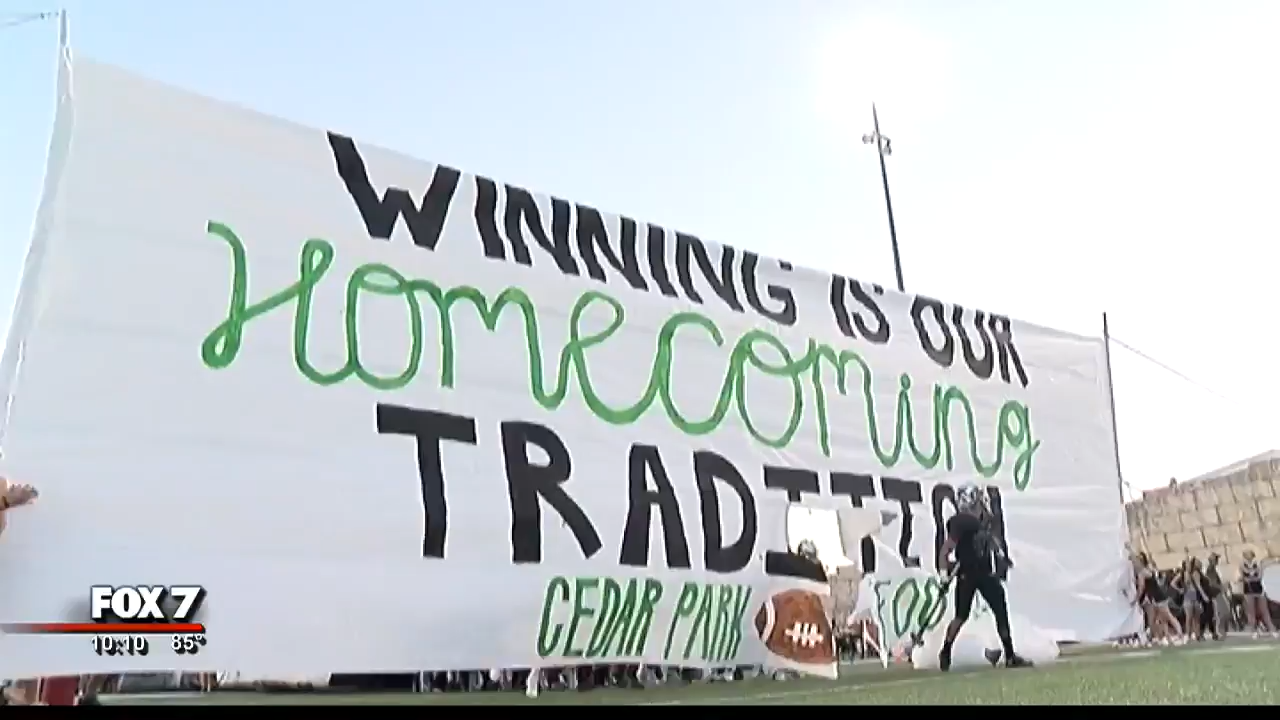 WINNING IS OUR
Homecoming
TRADITION
CEDAR PARK
FOX 7
10:10 85°